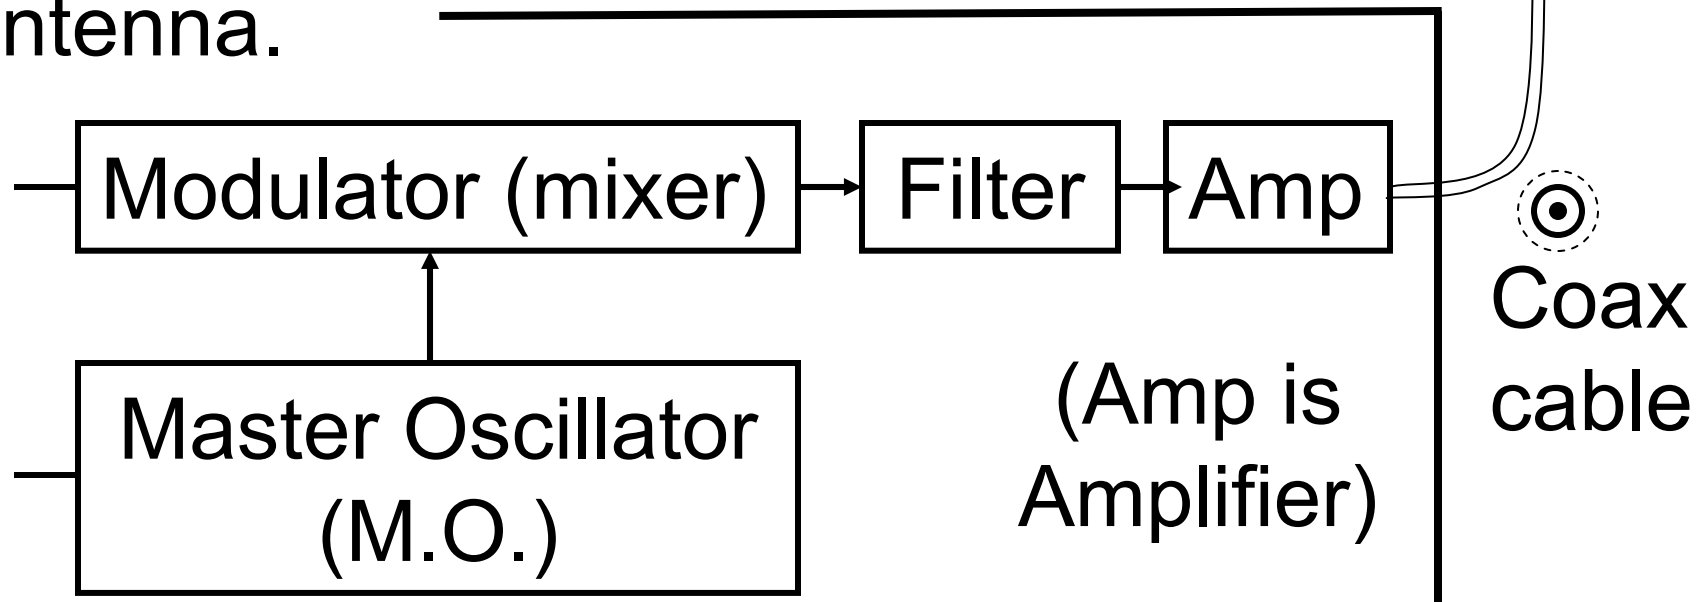 ntenna.
Modulator (mixer)
Filter
Amp
Coax
cable
Master Oscillator
(M.O.)
(Amp is
Amplifier)